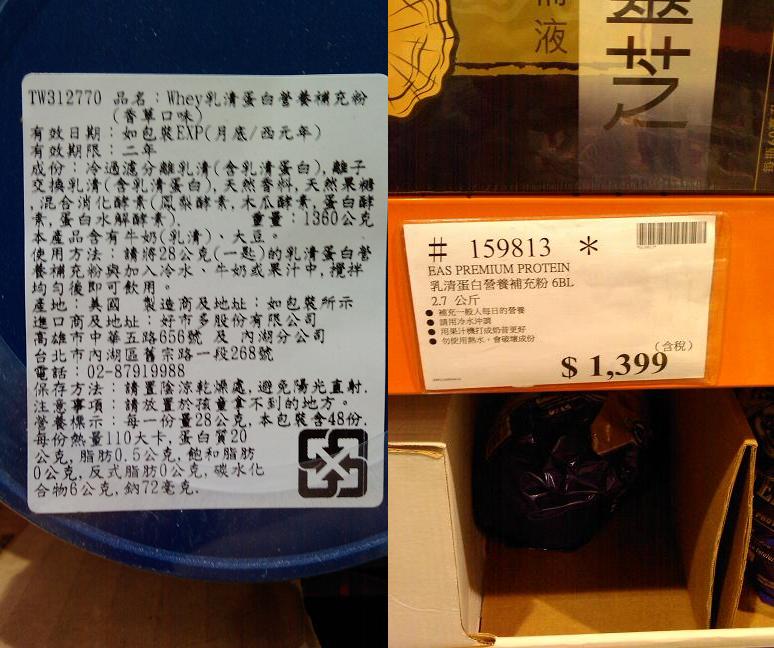 TW312770 品名：Whey乳清蛋白營養補充粉
（香草口味）
有效日期：如包裝EXP(月底/西元年)
有效期限：二年
成份：冷過濾分離乳清(含乳清蛋白),離子
交換乳清(含乳清蛋白),天然香料,天然果糖
,混合消化酵素(鳳梨酵素,木瓜酵素,蛋白酵
素,蛋白水解酵素). 重量：1360公克
本產品含有牛奶(乳清)、大豆。
使用方法：請將28公克(一匙)的乳清蛋白營
養補充粉與加入冷水、牛奶或果汁中,攪拌
均勻後即可飲用。
產地：美國 製造商及地址：如包裝所示
進口商及地址：好市多股份有限公司
高雄市中華五路656號 及 內湖分公司
台北市內湖區舊宗路一段268號
電話：02-87919988
保存方法：請置陰涼乾燥處,避免陽光直射.
注意事項：請放置於孩童拿不到的地方。
營養標示：每一份量28公克,本包裝含48份,
每份熱量110大卡,蛋白質20
公克,脂肪0.5公克,飽和脂肪
0公克,反式脂肪0公克,碳水化
合物6公克,鈉72毫克.
液
靈芝
# 159813 *
EAS PREMIUM PROTEIN
乳清蛋白營養補充粉 6BL
2.7 公斤
● 補充一般人每日的營養
● 請用冷水沖調
● 用果汁機打成奶昔更好
● 勿使用熱水，會破壞成份
（含稅）
$ 1,399